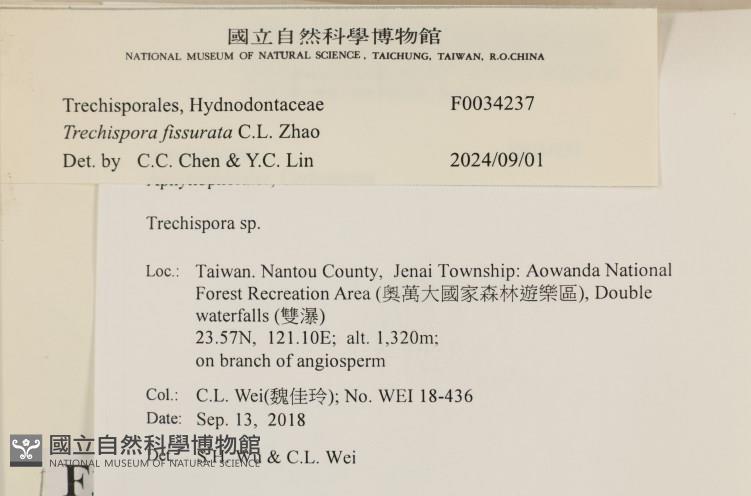 國立自然科學博物館
NATIONAL MUSEUM OF NATURAL SCIENCE, TAICHUNG, TAIWAN, R.O.CHINA
Trechisporales, Hydnodontaceae F0034237
Trechispora fissurata C.L. Zhao
Det. by C.C. Chen & Y.C. Lin 2024/09/01
Trechispora sp.
Loc.: Taiwan. Nantou County, Jenai Township: Aowanda National
Forest Recreation Area (奧萬大國家森林遊樂區), Double
waterfalls (雙瀑)
23.57N, 121.10E; alt. 1,320m;
on branch of angiosperm
Col.: C.L. Wei(魏佳玲); No. WEI 18-436
Date: Sep. 13, 2018
國立自然科學博物館
NATIONAL MUSEUM OF NATURAL SCIENCE
Det.: S.H. Wu & C.L. Wei
F